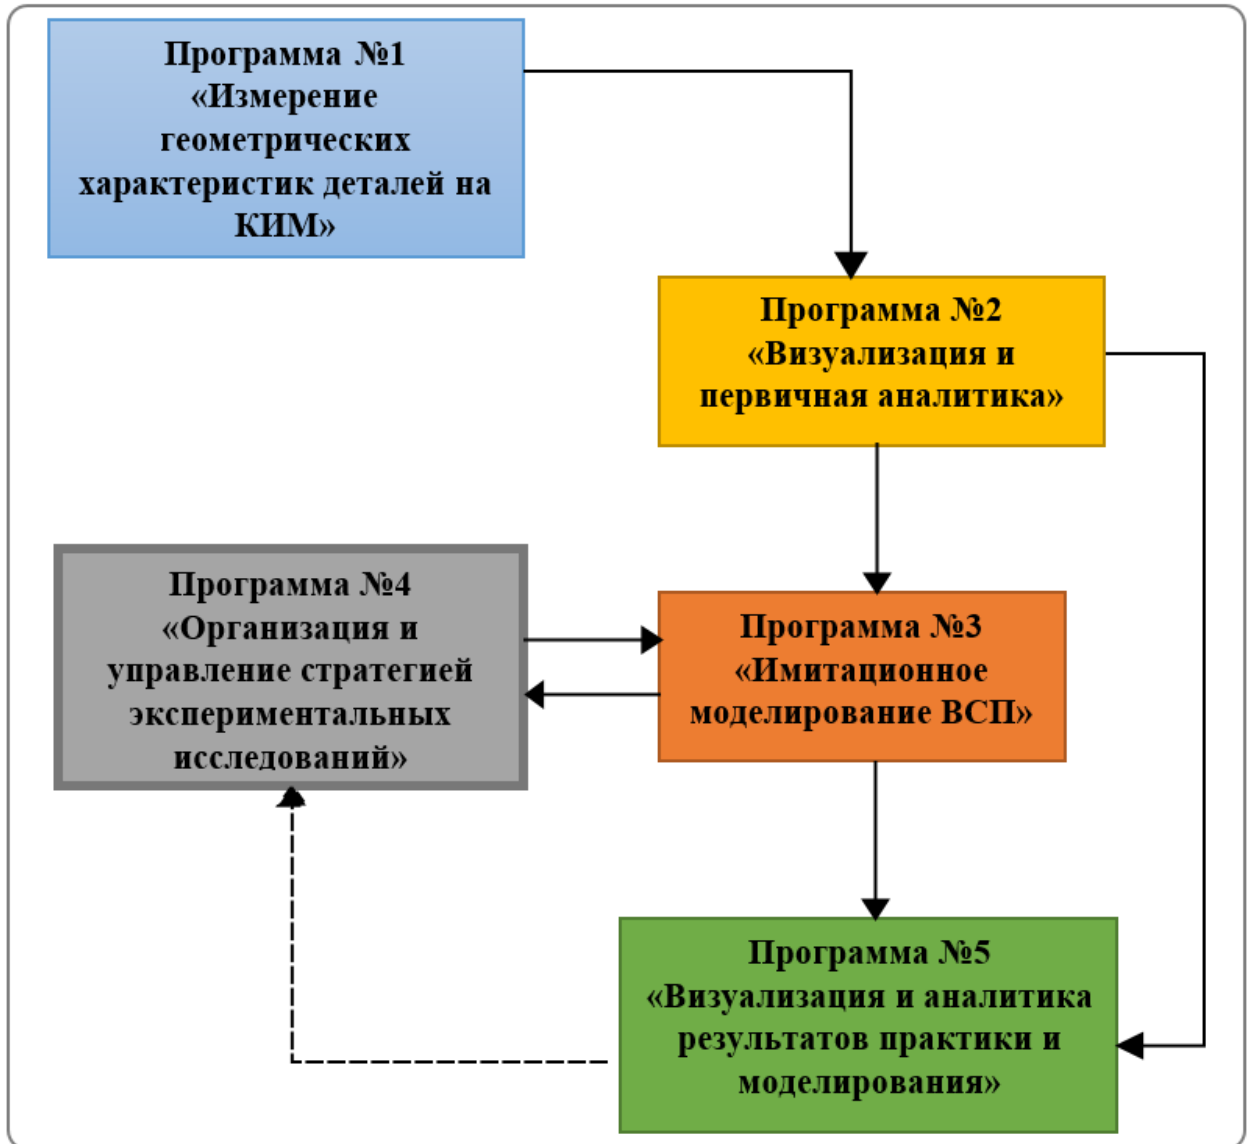 Программа №1
«Измерение
геометрических
характеристик деталей на
КИМ»
Программа №2
«Визуализация и
первичная аналитика»
Программа №4
«Организация и
управление стратегией
экспериментальных
исследований»
Программа №3
«Имитационное
моделирование ВСП»
Программа №5
«Визуализация и аналитика
результатов практики и
моделирования»